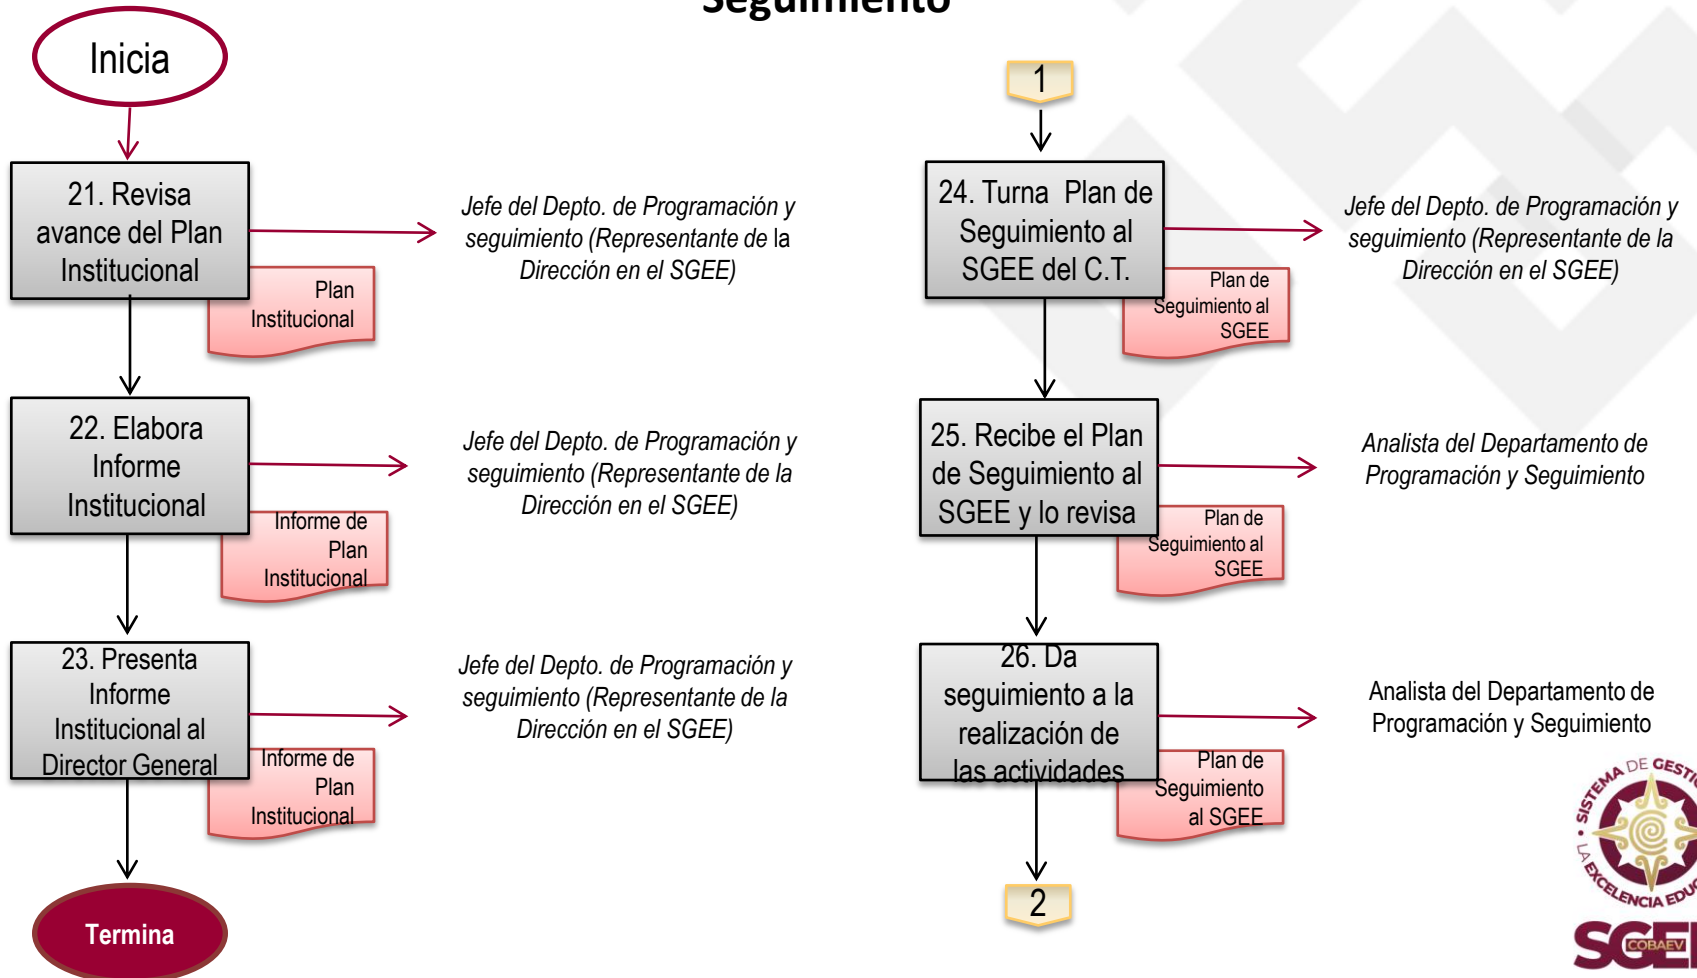 Seguimiento
Inicia
21. Revisa
avance del Plan
Institucional
Jefe del Depto. de Programación y
seguimiento (Representante de la
Dirección en el SGEE)
Plan
Institucional
22. Elabora
Informe
Institucional
Jefe del Depto. de Programación y
seguimiento (Representante de la
Dirección en el SGEE)
Informe de
Plan
Institucional
23. Presenta
Informe
Institucional al
Director General
Jefe del Depto. de Programación y
seguimiento (Representante de la
Dirección en el SGEE)
Informe de
Plan
Institucional
Termina
1
24. Turna Plan de
Seguimiento al
SGEE del C.T.
Jefe del Depto. de Programación y
seguimiento (Representante de la
Dirección en el SGEE)
Plan de
Seguimiento al
SGEE
25. Recibe el Plan
de Seguimiento al
SGEE y lo revisa
Analista del Departamento de
Programación y Seguimiento
Plan de
Seguimiento al
SGEE
26. Da
seguimiento a la
realización de
las actividades
Analista del Departamento de
Programación y Seguimiento
Plan de
Seguimiento
al SGEE
2
SISTEMA DE GESTIÓ
LA EXCELENCIA EDUC
SGEE
COBAEV